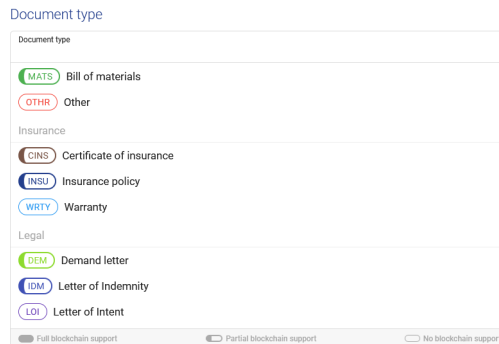 Document type
Document type
MATS Bill of materials
OTHR Other
Insurance
CINS Certificate of insurance
INSU Insurance policy
WRTY Warranty
Legal
DEM Demand letter
IDM Letter of Indemnity
LOI Letter of Intent
Full blockchain support Partial blockchain support No blockchain suppor